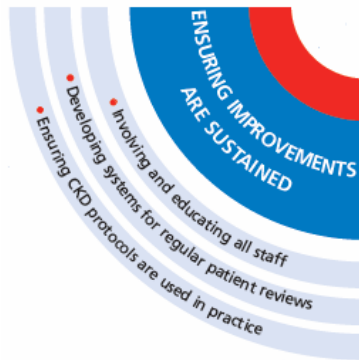 ENSURING IMPROVEMENTS
ARE SUSTAINED
• Involving and educating all staff
• Developing systems for regular patient reviews
• Ensuring CKD protocols are used in practice